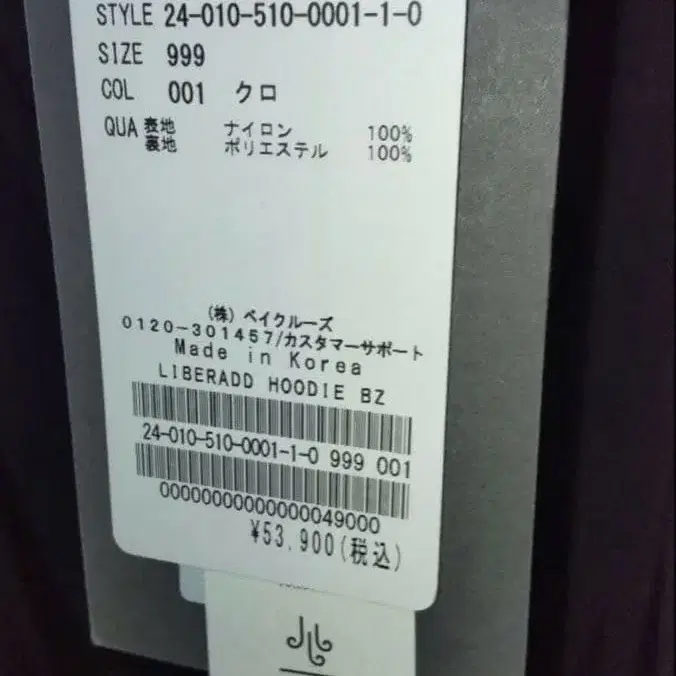 STYLE 24-010-510-0001-1-0
SIZE 999
COL 001 クロ
QUA 表地 ナイロン 100%
裏地 ポリエステル 100%
(株) ベイクルーズ
0120-301457/カスタマーサポート
Made in Korea
LIBERADD HOODIE BZ
24-010-510-0001-1-0 999 001
00000000000000049000
¥53,900(税込)